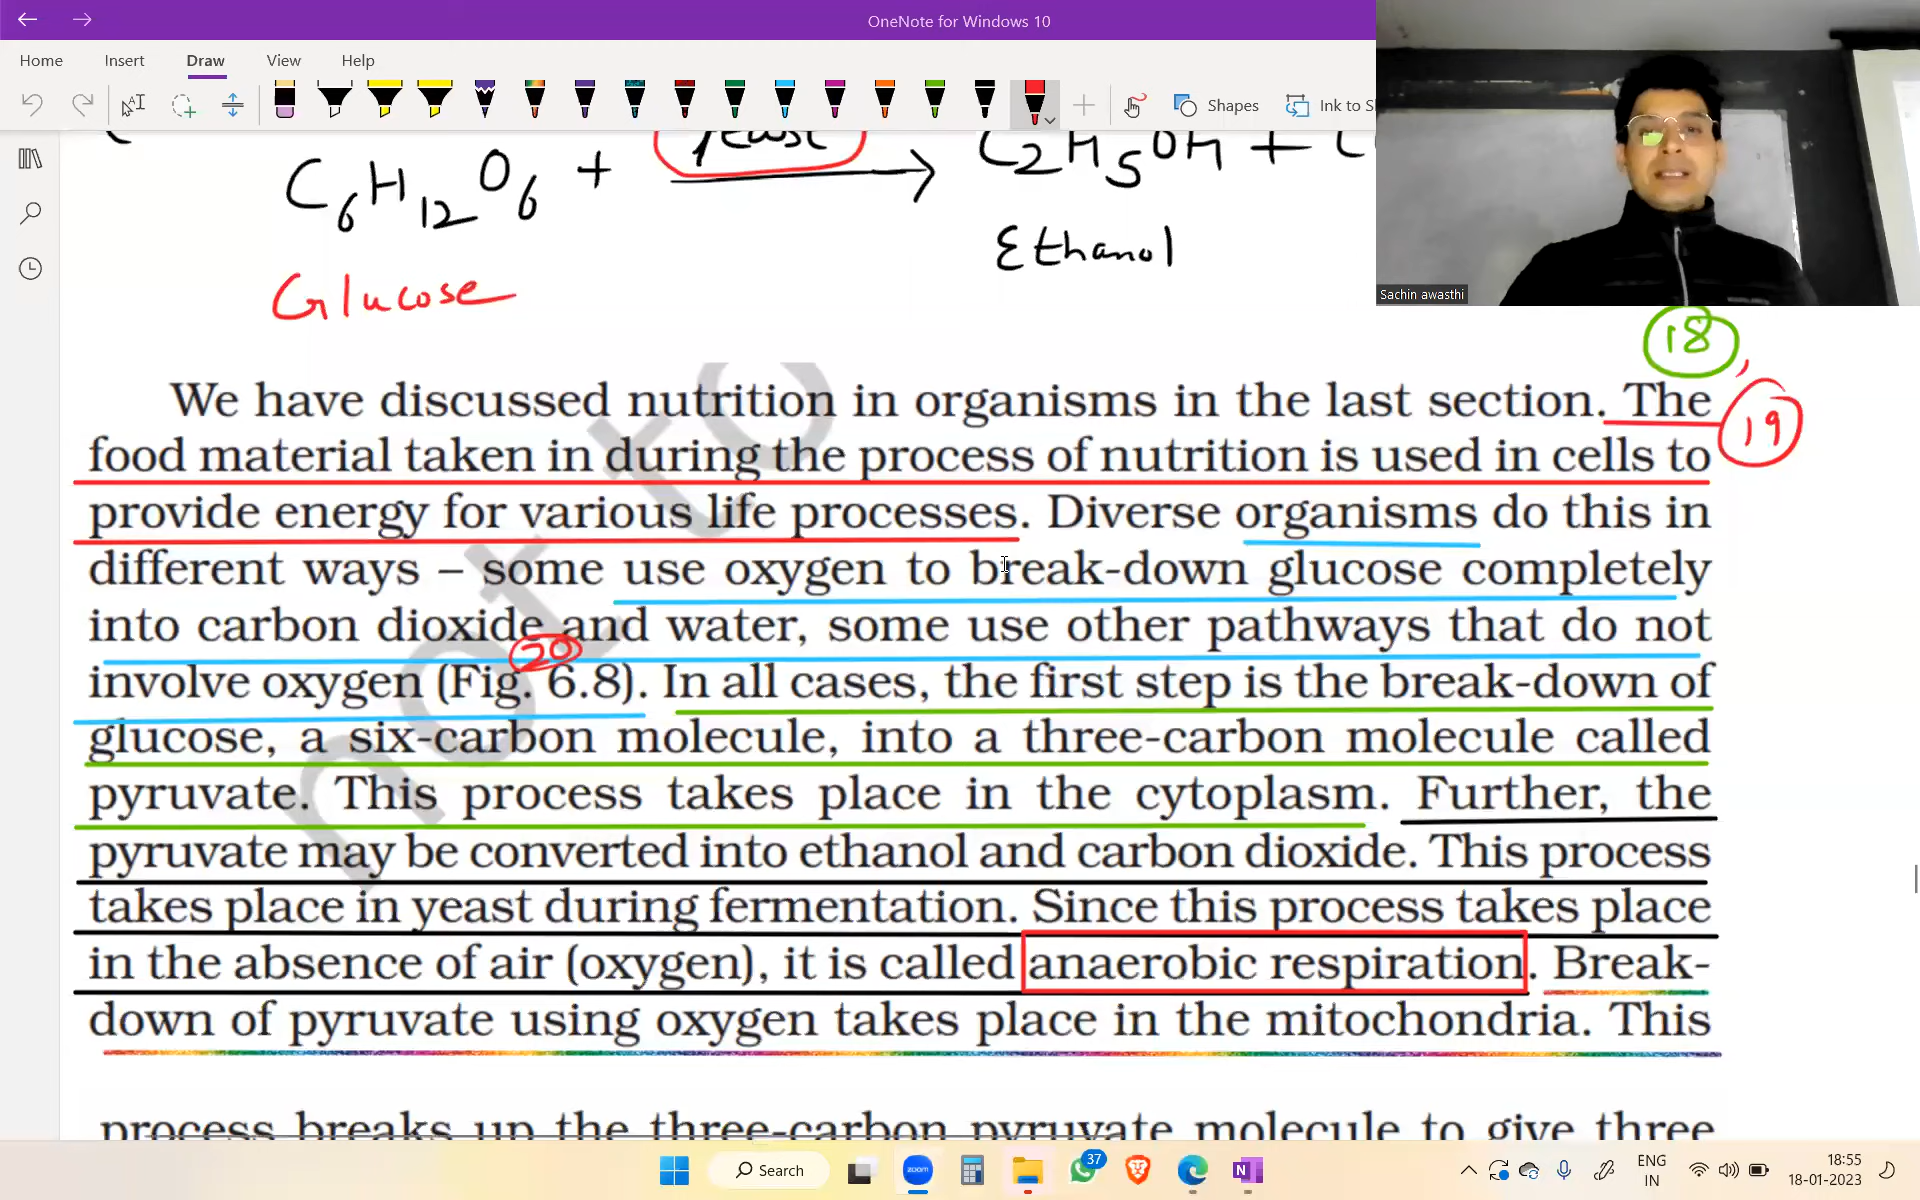 OneNote for Windows 10
Home Insert Draw View Help
Shapes Ink to S
yeast
C6H12O6 + → C2H5OH + C
Ethanol
Glucose
Sachin awasthi
18
, 19
We have discussed nutrition in organisms in the last section. The
food material taken in during the process of nutrition is used in cells to
provide energy for various life processes. Diverse organisms do this in
different ways – some use oxygen to break-down glucose completely
into carbon dioxide and water, some use other pathways that do not
20
involve oxygen (Fig. 6.8). In all cases, the first step is the break-down of
glucose, a six-carbon molecule, into a three-carbon molecule called
pyruvate. This process takes place in the cytoplasm. Further, the
pyruvate may be converted into ethanol and carbon dioxide. This process
takes place in yeast during fermentation. Since this process takes place
in the absence of air (oxygen), it is called anaerobic respiration. Break-
down of pyruvate using oxygen takes place in the mitochondria. This
process breaks up the three-carbon pyruvate molecule to give three
not to
Search
zoom
37
ENG
IN
18:55
18-01-2023